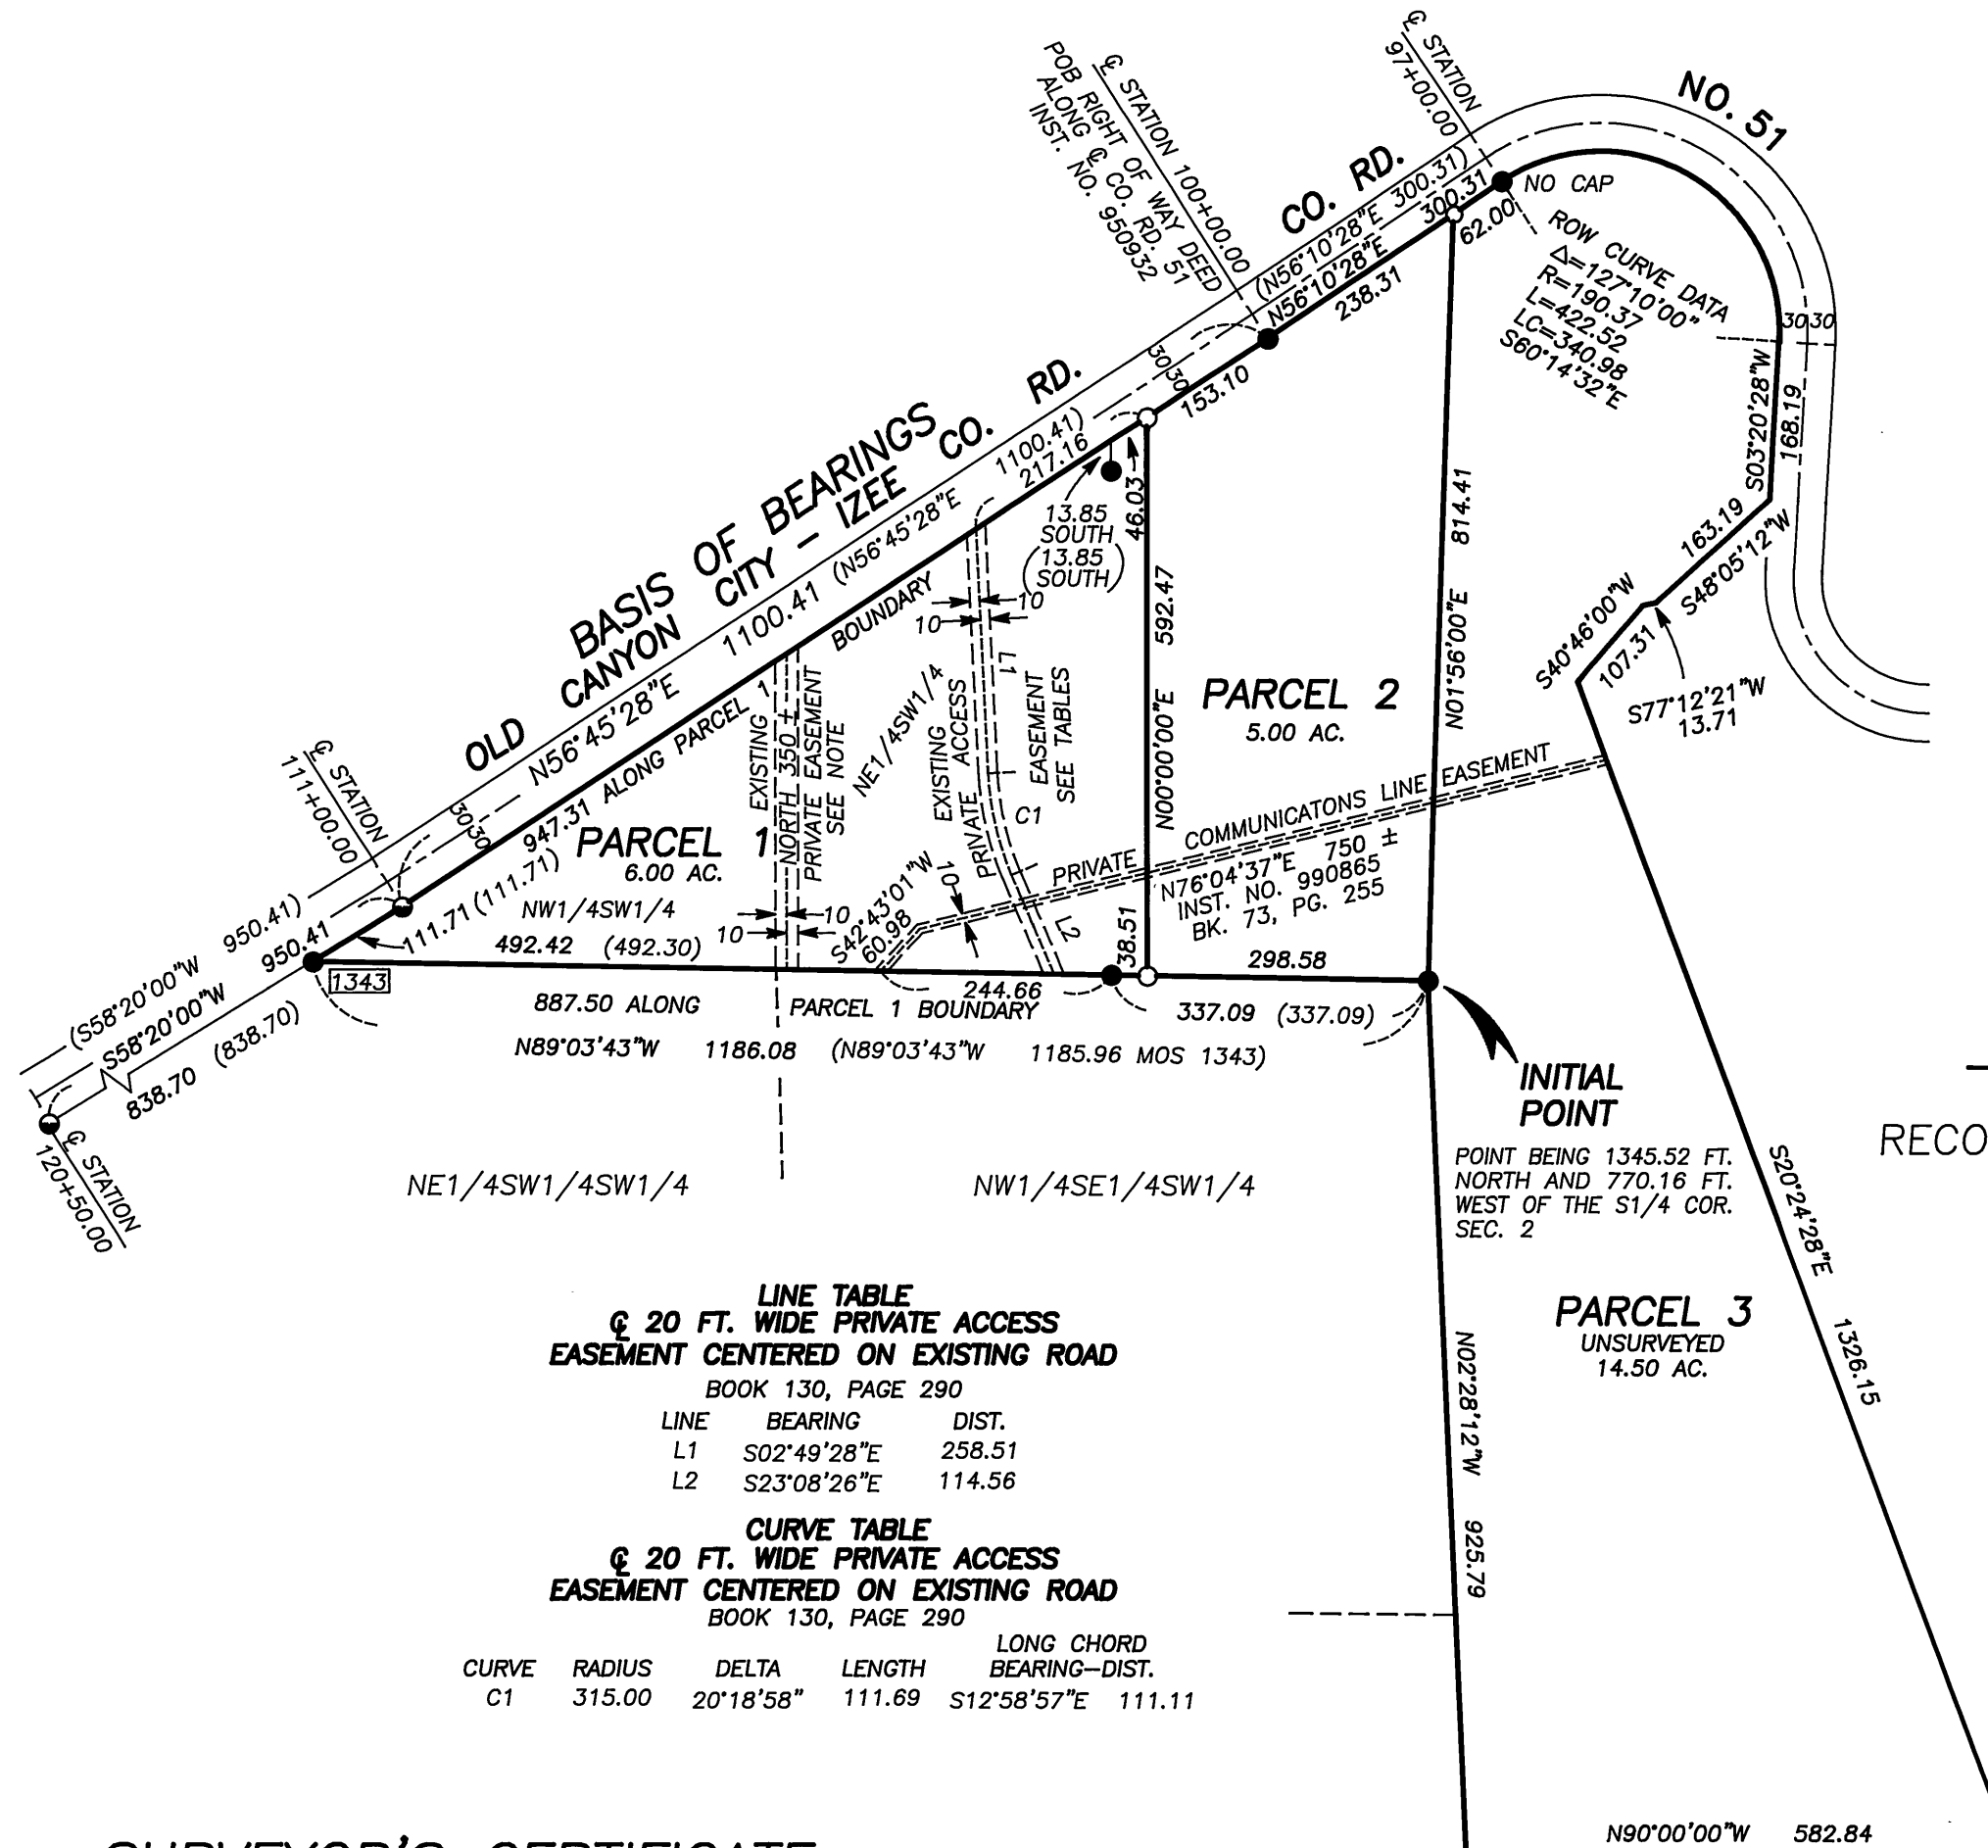 ℄ STATION
97+00.00
NO. 51
℄ STATION 100+00.00
POB RIGHT OF WAY DEED
ALONG ℄ CO. RD. 51
INST. NO. 950932
CO. RD.
(N56°10'28"E 300.31)
N56°10'28"E 300.31
238.31
62.00
NO CAP
ROW CURVE DATA
Δ=127°10'00"
R=190.37
L=422.52
LC=340.98
S60°14'32"E
30 30
S03°20'28"W
168.19
163.19
S48°05'12"W
S40°46'00"W
107.31
S77°12'21"W
13.71
BASIS OF BEARINGS
OLD CANYON CITY – IZEE CO. RD.
1100.41 (N56°45'28"E 1100.41)
N56°45'28"E
217.16
30 30
153.10
46.03
13.85
SOUTH
(13.85
SOUTH)
947.31 ALONG PARCEL 1 BOUNDARY
℄ STATION
111+00.00
30 30
111.71 (111.71)
(S58°20'00"W 950.41)
S58°20'00"W 950.41
838.70 (838.70)
℄ STATION
120+50.00
PARCEL 1
6.00 AC.
NW1/4SW1/4
492.42 (492.30)
1343
EXISTING
NORTH 350 ±
PRIVATE EASEMENT
SEE NOTE
10
10
NE1/4SW1/4
EXISTING
PRIVATE ACCESS
EASEMENT
SEE TABLES
10
10
L1
C1
L2
S42°43'01"W
60.98
10
592.47
N00°00'00"E
38.51
PARCEL 2
5.00 AC.
814.41
N01°56'00"E
PRIVATE COMMUNICATONS LINE EASEMENT
N76°04'37"E 750 ±
INST. NO. 990865
BK. 73, PG. 255
298.58
244.66
887.50 ALONG PARCEL 1 BOUNDARY
337.09 (337.09)
N89°03'43"W 1186.08 (N89°03'43"W 1185.96 MOS 1343)
INITIAL
POINT
POINT BEING 1345.52 FT.
NORTH AND 770.16 FT.
WEST OF THE S1/4 COR.
SEC. 2
RECO
NE1/4SW1/4SW1/4
NW1/4SE1/4SW1/4
S20°24'28"E
1326.15
PARCEL 3
UNSURVEYED
14.50 AC.
N02°28'12"W
925.79
LINE TABLE
℄ 20 FT. WIDE PRIVATE ACCESS
EASEMENT CENTERED ON EXISTING ROAD
BOOK 130, PAGE 290
LINE BEARING DIST.
L1 S02°49'28"E 258.51
L2 S23°08'26"E 114.56
CURVE TABLE
℄ 20 FT. WIDE PRIVATE ACCESS
EASEMENT CENTERED ON EXISTING ROAD
BOOK 130, PAGE 290
LONG CHORD
CURVE RADIUS DELTA LENGTH BEARING–DIST.
C1 315.00 20°18'58" 111.69 S12°58'57"E 111.11
N90°00'00"W 582.84
SURVEYOR'S CERTIFICATE